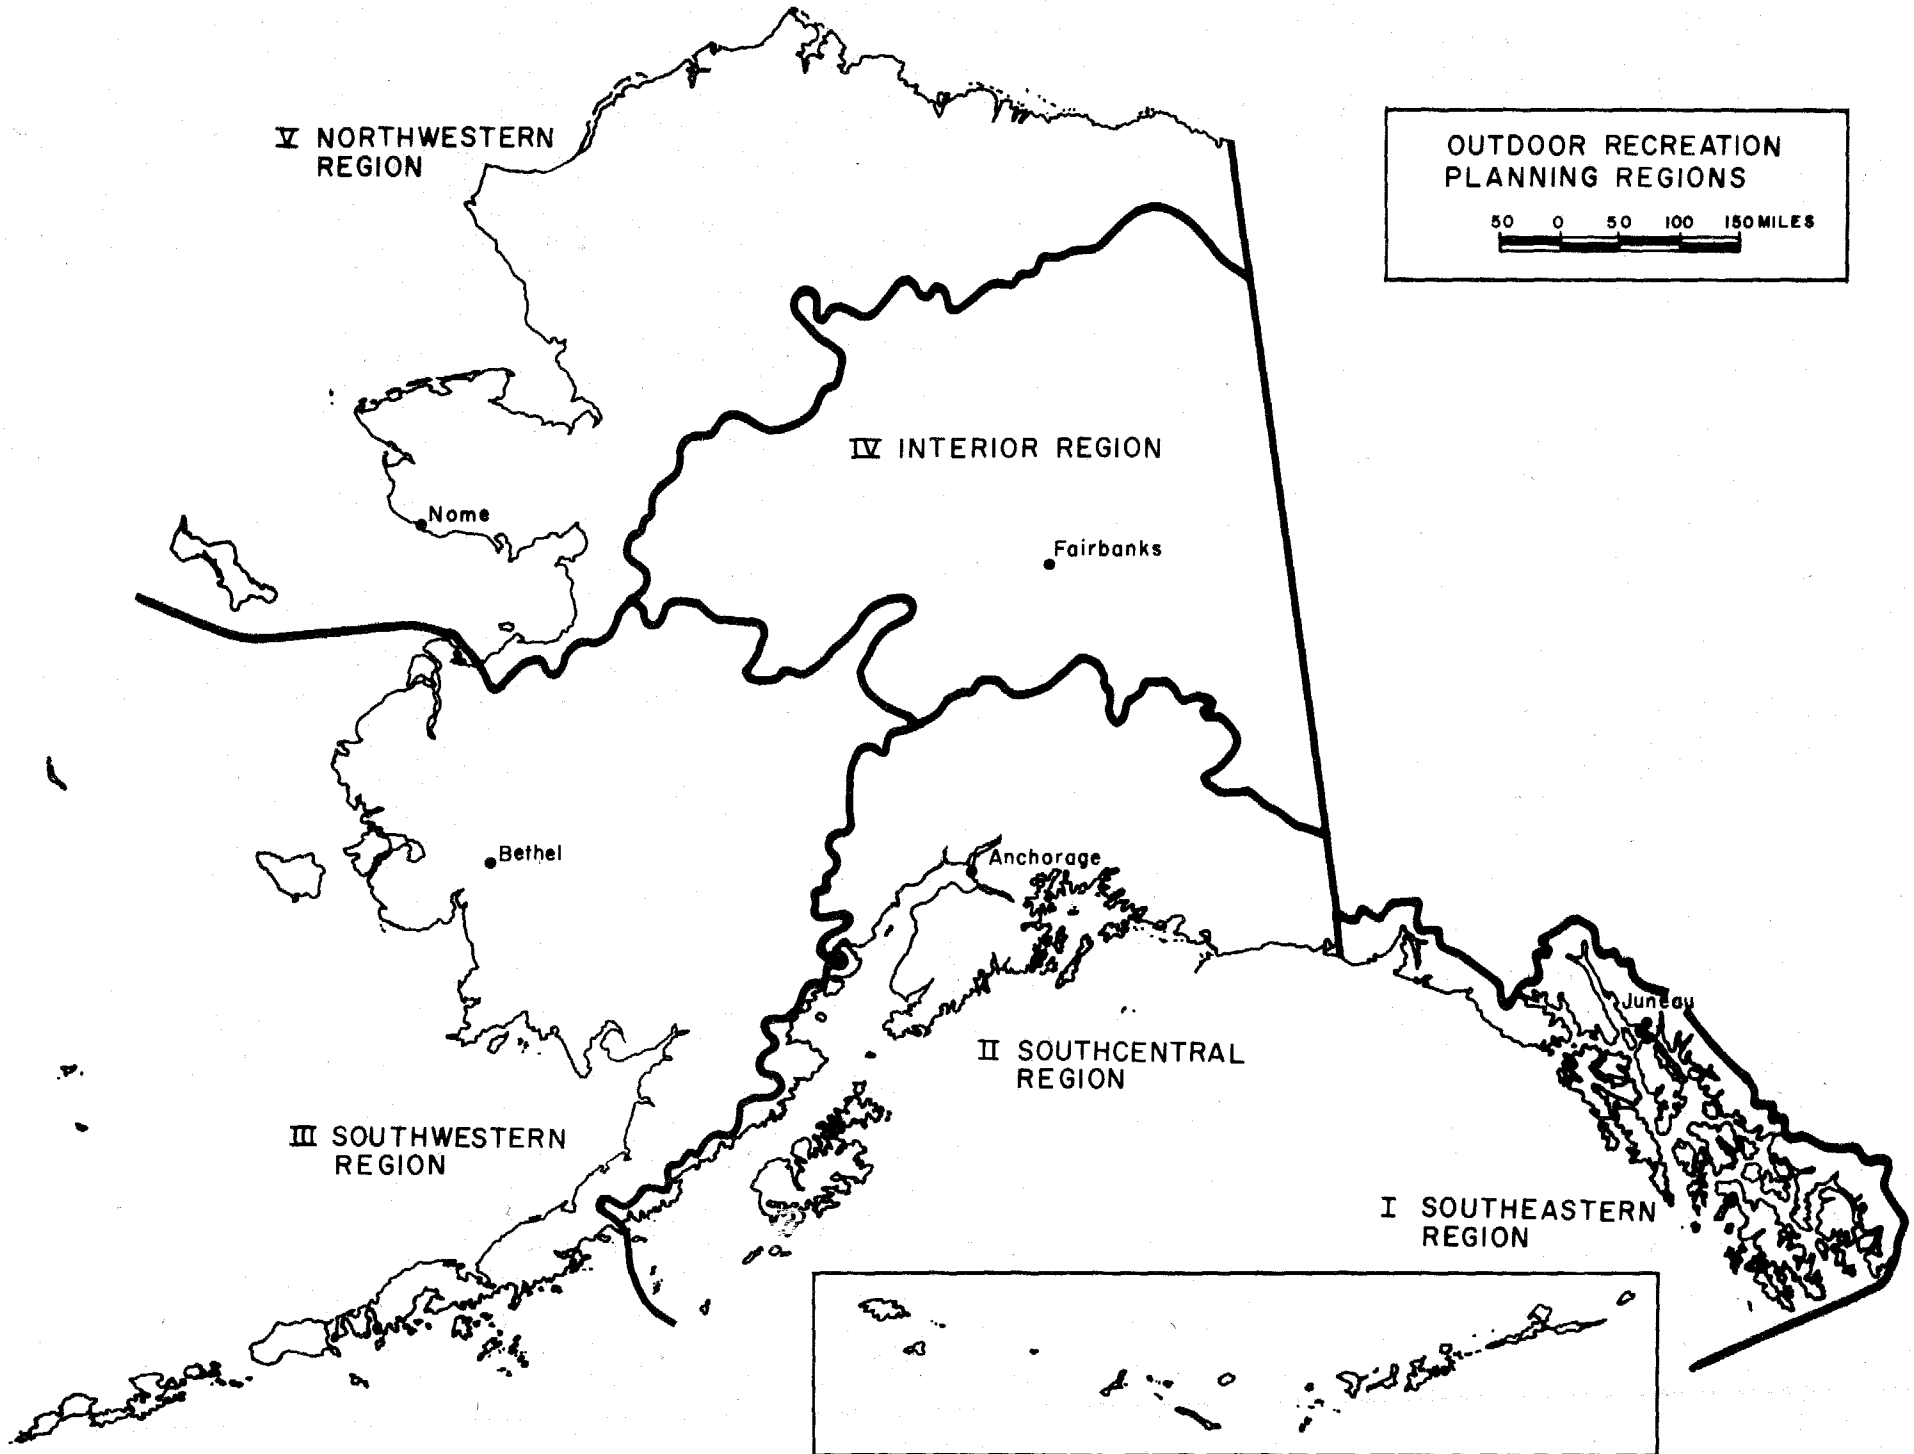 V NORTHWESTERN
REGION
OUTDOOR RECREATION
PLANNING REGIONS
50 0 50 100 150 MILES
IV INTERIOR REGION
Nome
Fairbanks
Bethel
Anchorage
Juneau
II SOUTHCENTRAL
REGION
III SOUTHWESTERN
REGION
I SOUTHEASTERN
REGION